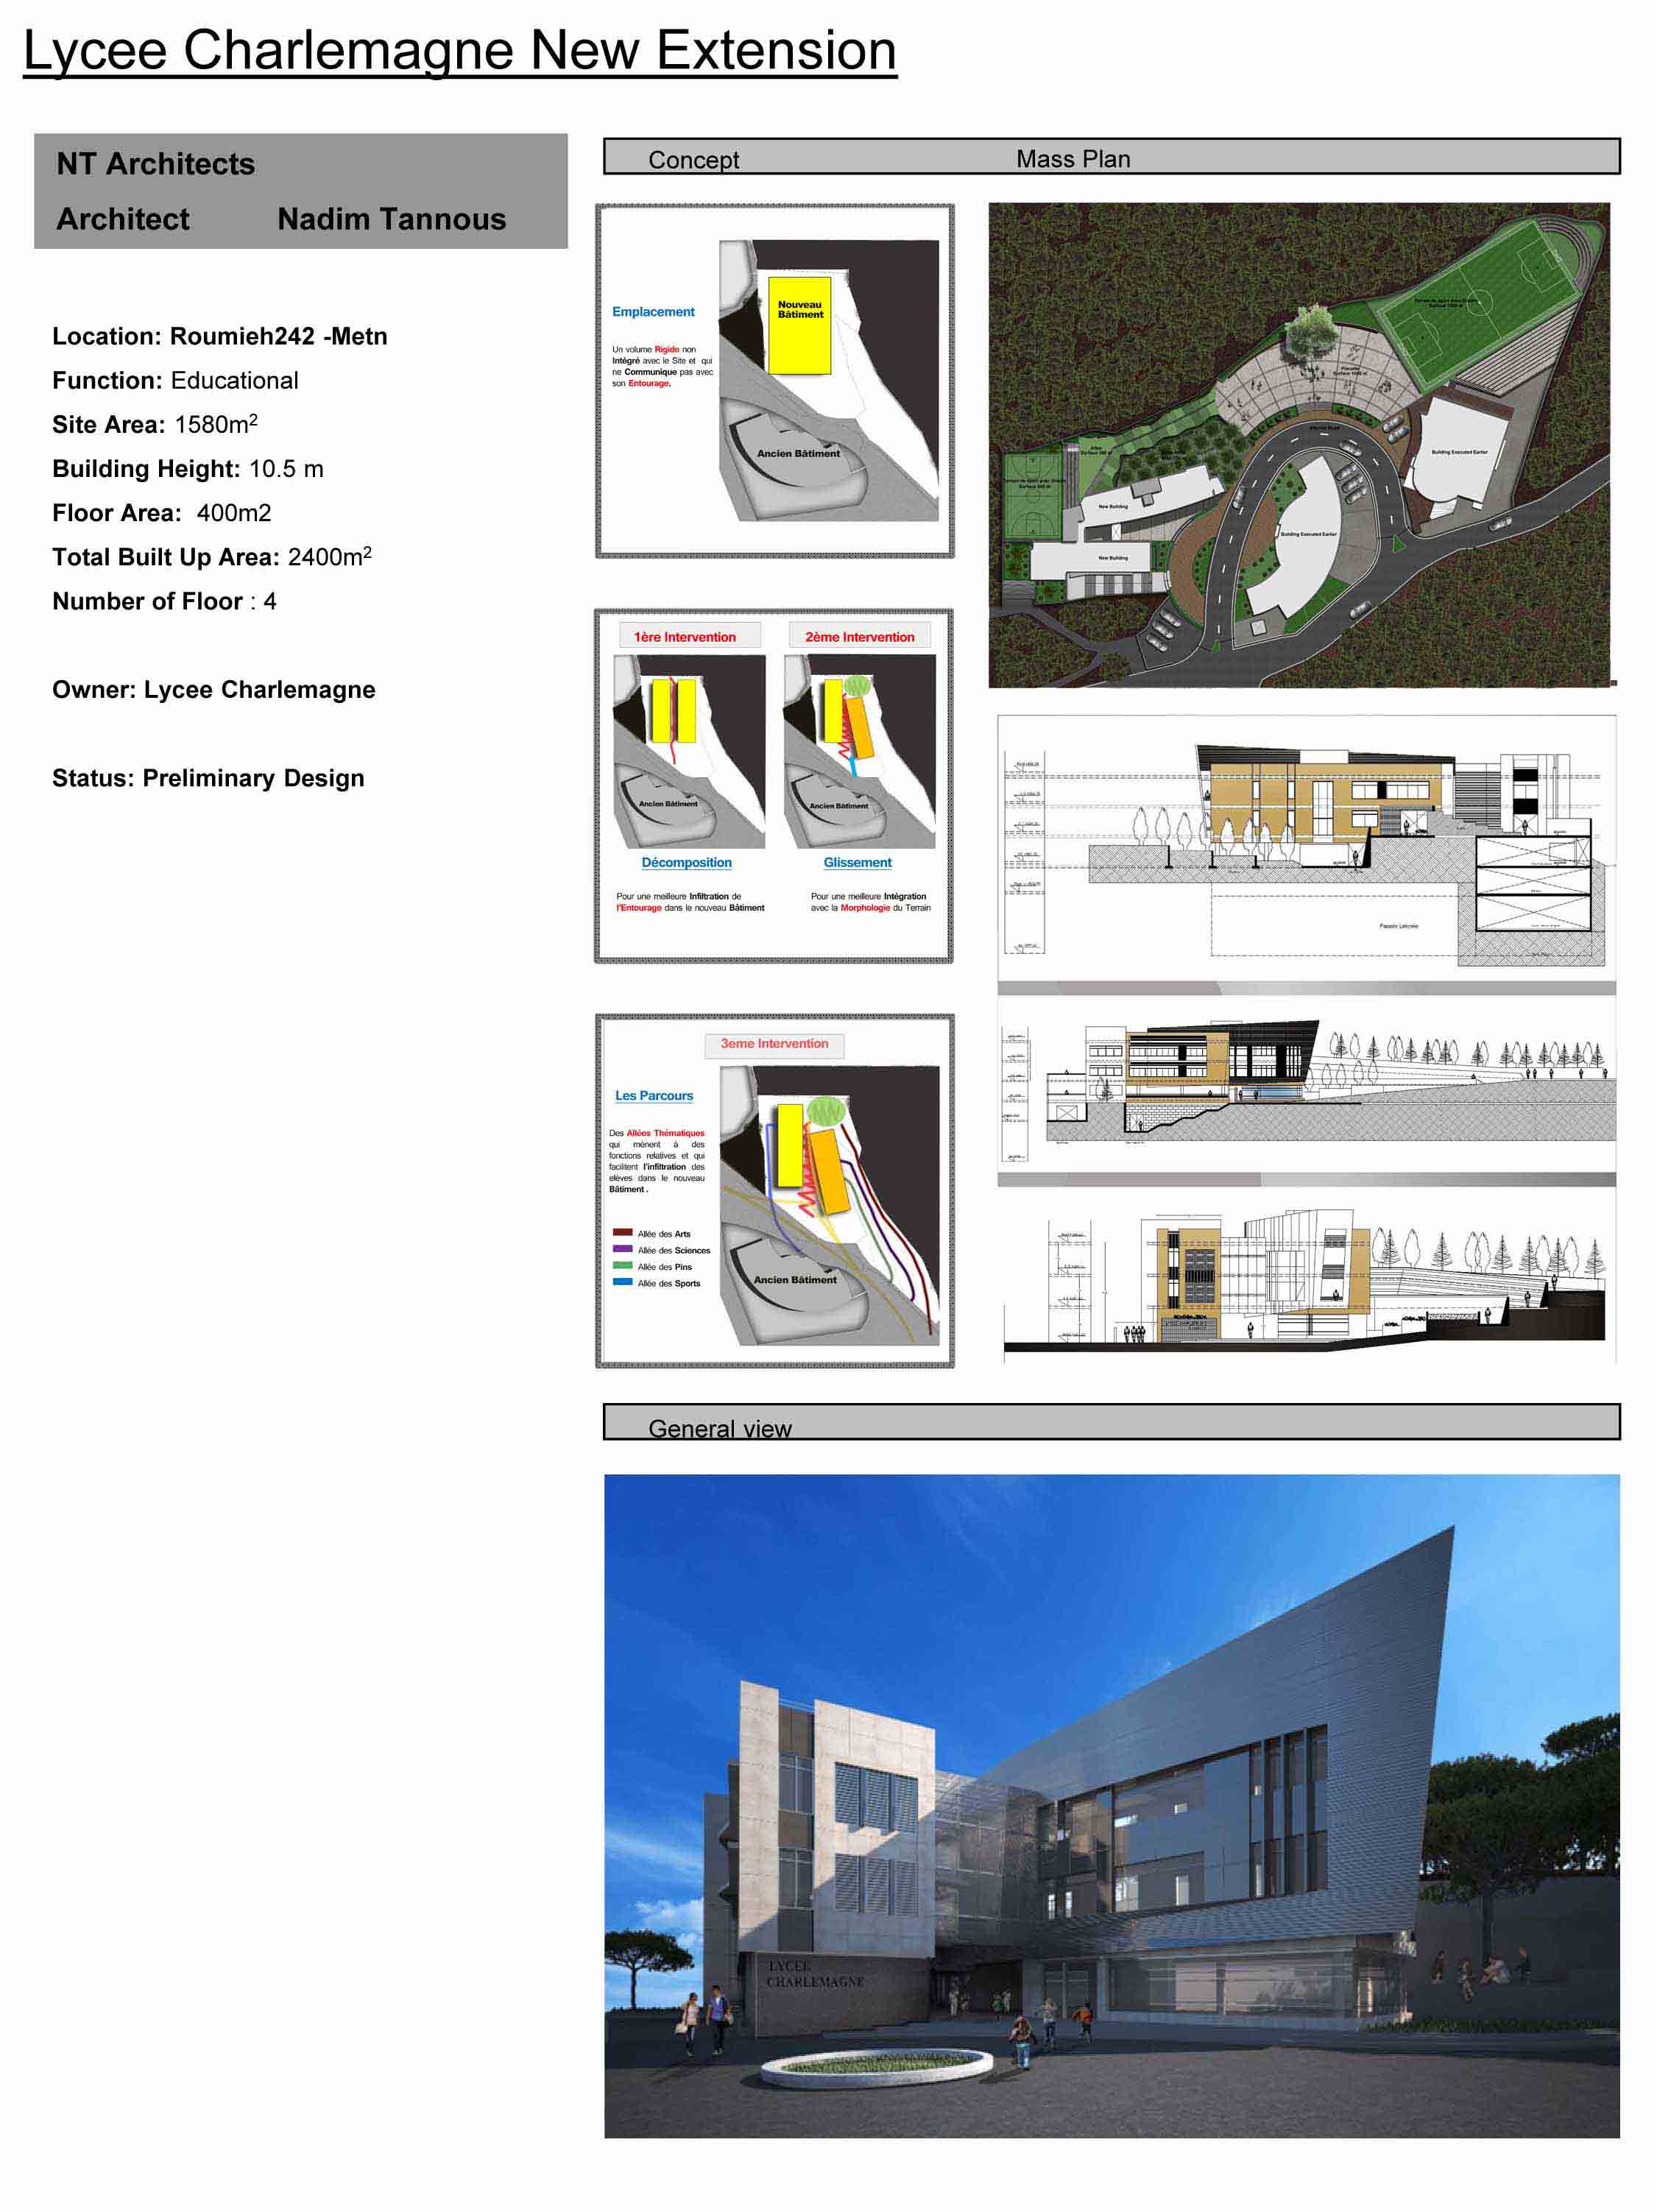 Lycee Charlemagne New Extension
NT Architects
Architect Nadim Tannous
Location: Roumieh242 -Metn
Function: Educational
Site Area: 1580m²
Building Height: 10.5 m
Floor Area: 400m2
Total Built Up Area: 2400m²
Number of Floor : 4
Owner: Lycee Charlemagne
Status: Preliminary Design
Concept Mass Plan
Emplacement
Un volume Rigide non
Intégré avec le Site et qui
ne Communique pas avec
son Entourage.
Nouveau
Bâtiment
Ancien Bâtiment
1ère Intervention
2ème Intervention
Ancien Bâtiment
Ancien Bâtiment
Décomposition
Glissement
Pour une meilleure Infiltration de
l'Entourage dans le nouveau Bâtiment
Pour une meilleure Intégration
avec la Morphologie du Terrain
3eme Intervention
Les Parcours
Des Allées Thématiques
qui mènent à des
fonctions relatives et qui
facilitent l'infiltration des
elèves dans le nouveau
Bâtiment .
Allée des Arts
Allée des Sciences
Allée des Pins
Allée des Sports
Ancien Bâtiment
Building Executed Earlier
Building Executed Earlier
New Building
New Building
Façade Latérale
General view
LYCEE
CHARLEMAGNE